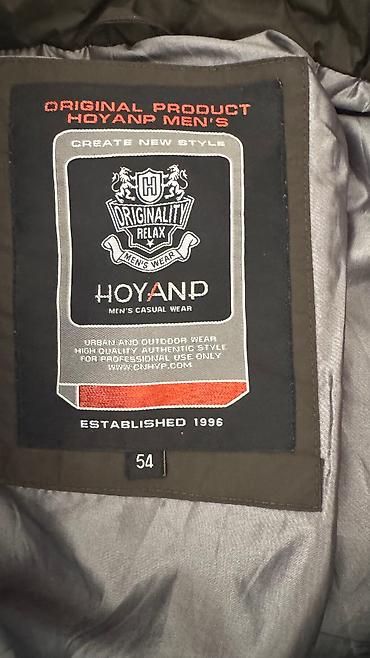 ORIGINAL PRODUCT
HOYANP MEN'S
CREATE NEW STYLE
H
ORIGINALITY
RELAX
MEN'S WEAR
HOYANP
MEN'S CASUAL WEAR
URBAN AND OUTDOOR WEAR
HIGH QUALITY AUTHENTIC STYLE
FOR PROFESSIONAL USE ONLY
WWW.CNHYP.COM
ESTABLISHED 1996
54